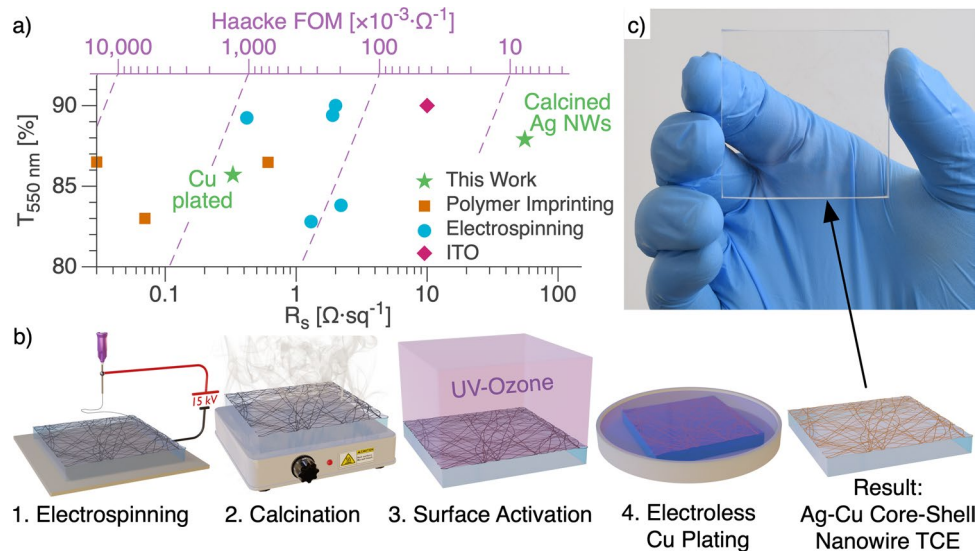 a)
Haacke FOM [×10⁻³·Ω⁻¹]
10,000 1,000 100 10
T550 nm [%]
90
85
80
Calcined
Ag NWs
Cu
plated
This Work
Polymer Imprinting
Electrospinning
ITO
0.1 1 10 100
Rs [Ω·sq⁻¹]
c)
b)
15 kV
UV-Ozone
1. Electrospinning
2. Calcination
3. Surface Activation
4. Electroless
Cu Plating
Result:
Ag-Cu Core-Shell
Nanowire TCE